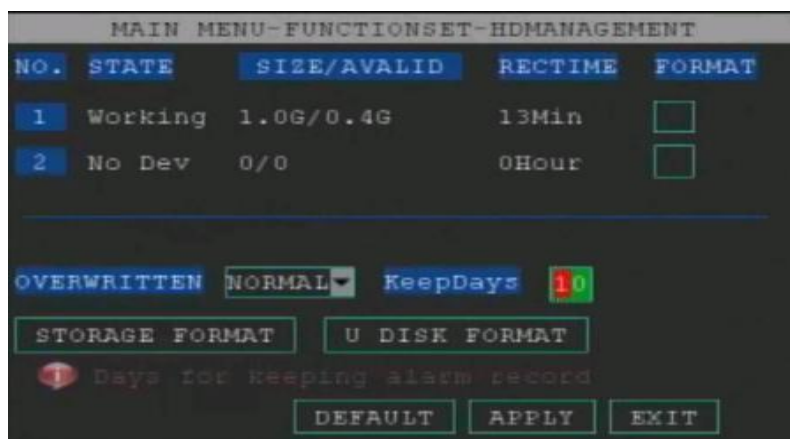 MAIN MENU-FUNCTIONSET-HDMANAGEMENT
NO. STATE SIZE/AVALID RECTIME FORMAT
1 Working 1.0G/0.4G 13Min
2 No Dev 0/0 0Hour
OVERWRITTEN NORMAL KeepDays 10
STORAGE FORMAT U DISK FORMAT
Days for keeping alarm record
DEFAULT APPLY EXIT